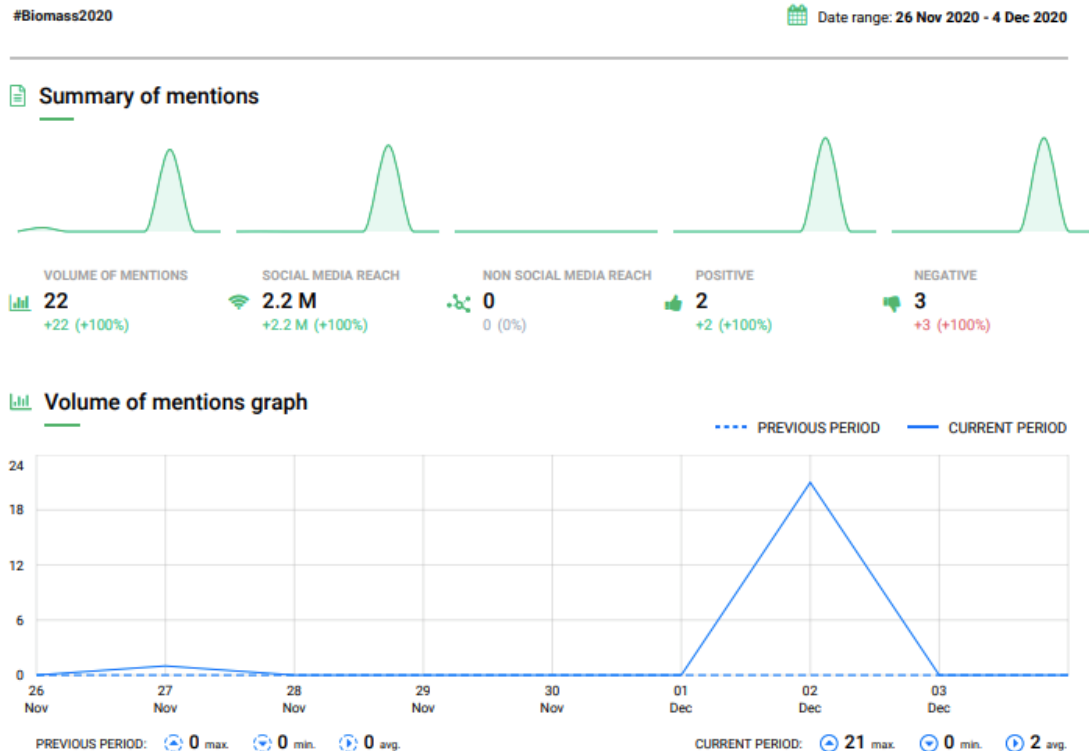 #Biomass2020
Date range: 26 Nov 2020 - 4 Dec 2020
Summary of mentions
VOLUME OF MENTIONS
22
+22 (+100%)
SOCIAL MEDIA REACH
2.2 M
+2.2 M (+100%)
NON SOCIAL MEDIA REACH
0
0 (0%)
POSITIVE
2
+2 (+100%)
NEGATIVE
3
+3 (+100%)
Volume of mentions graph
PREVIOUS PERIOD
CURRENT PERIOD
24
18
12
6
0
26 Nov
27 Nov
28 Nov
29 Nov
30 Nov
01 Dec
02 Dec
03 Dec
PREVIOUS PERIOD: 0 max. 0 min. 0 avg.
CURRENT PERIOD: 21 max. 0 min. 2 avg.